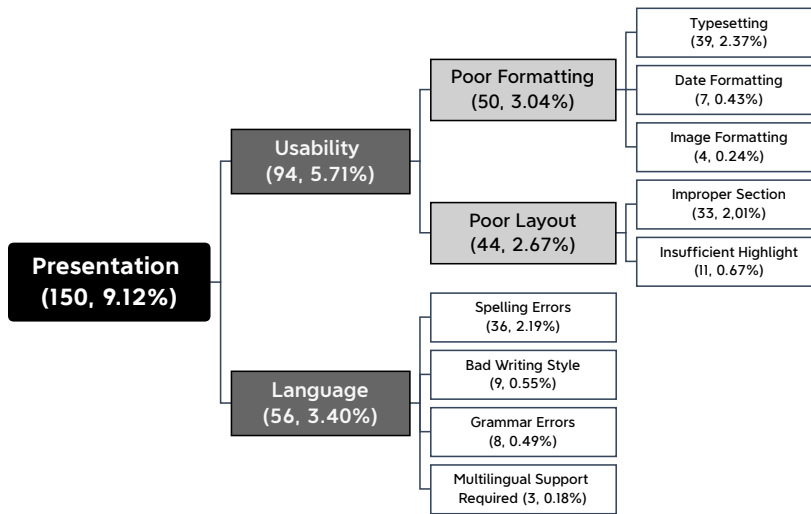 Typesetting
(39, 2.37%)
Poor Formatting
(50, 3.04%)
Date Formatting
(7, 0.43%)
Usability
(94, 5.71%)
Image Formatting
(4, 0.24%)
Improper Section
(33, 2,01%)
Poor Layout
(44, 2.67%)
Insufficient Highlight
(11, 0.67%)
Presentation
(150, 9.12%)
Spelling Errors
(36, 2.19%)
Bad Writing Style
(9, 0.55%)
Language
(56, 3.40%)
Grammar Errors
(8, 0.49%)
Multilingual Support
Required (3, 0.18%)